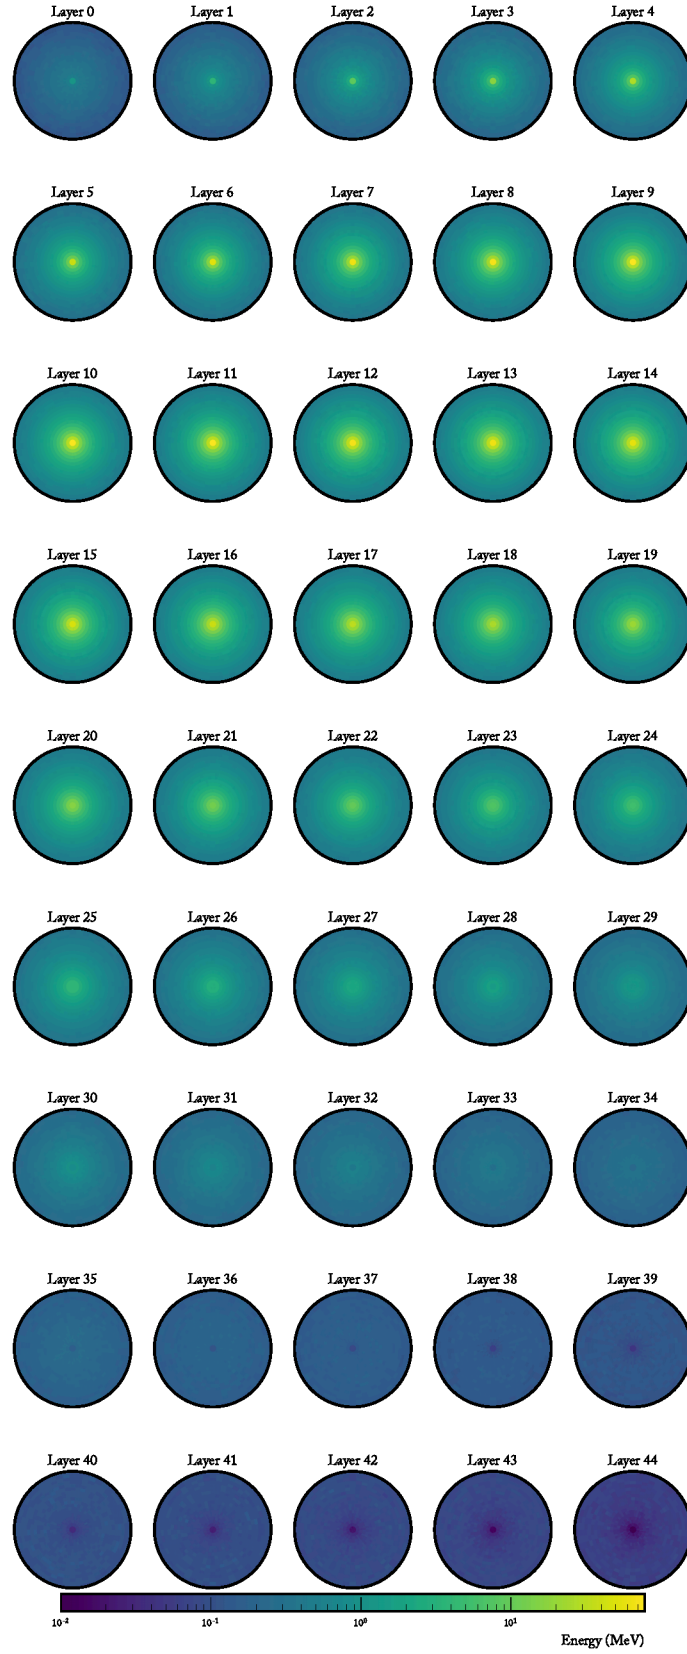 Layer 0 Layer 1 Layer 2 Layer 3 Layer 4
Layer 5 Layer 6 Layer 7 Layer 8 Layer 9
Layer 10 Layer 11 Layer 12 Layer 13 Layer 14
Layer 15 Layer 16 Layer 17 Layer 18 Layer 19
Layer 20 Layer 21 Layer 22 Layer 23 Layer 24
Layer 25 Layer 26 Layer 27 Layer 28 Layer 29
Layer 30 Layer 31 Layer 32 Layer 33 Layer 34
Layer 35 Layer 36 Layer 37 Layer 38 Layer 39
Layer 40 Layer 41 Layer 42 Layer 43 Layer 44
10⁻² 10⁻¹ 10⁰ 10¹
Energy (MeV)